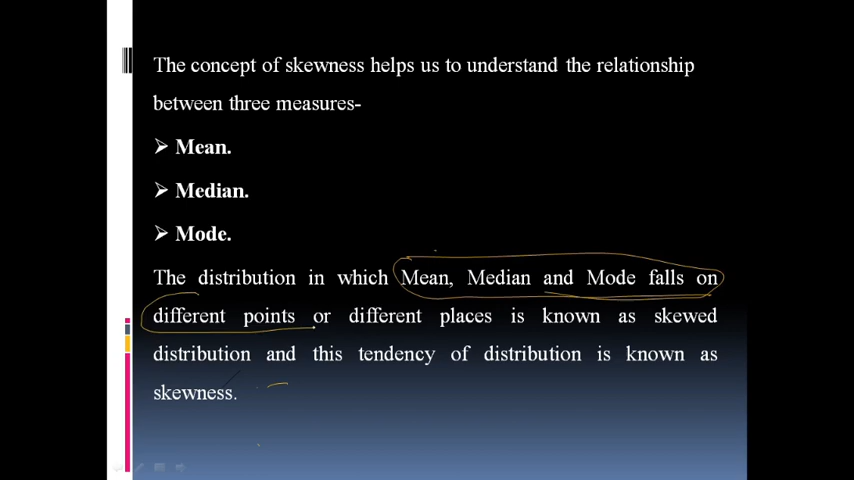 The concept of skewness helps us to understand the relationship
between three measures-
➢ Mean.
➢ Median.
➢ Mode.
The distribution in which Mean, Median and Mode falls on
different points or different places is known as skewed
distribution and this tendency of distribution is known as
skewness.